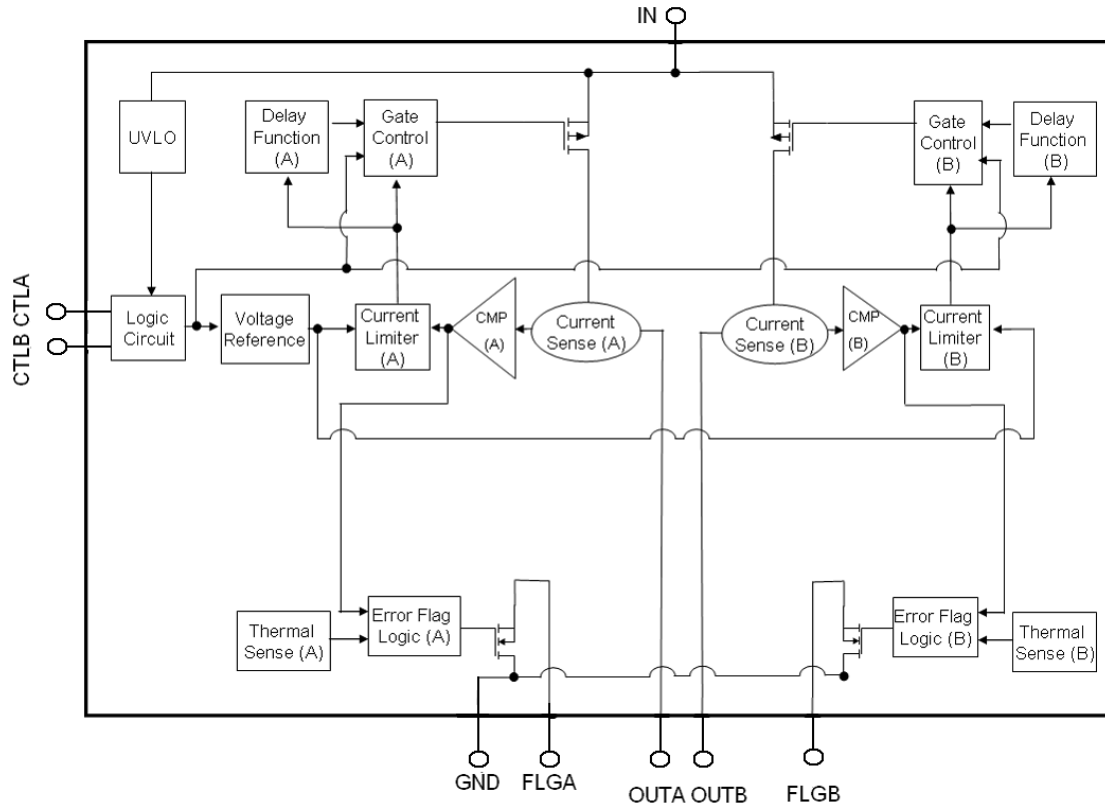 IN
UVLO
Delay
Function
(A)
Gate
Control
(A)
Gate
Control
(B)
Delay
Function
(B)
CTLB CTLA
Logic
Circuit
Voltage
Reference
Current
Limiter
(A)
CMP
(A)
Current
Sense (A)
Current
Sense (B)
CMP
(B)
Current
Limiter
(B)
Thermal
Sense (A)
Error Flag
Logic (A)
Error Flag
Logic (B)
Thermal
Sense (B)
GND
FLGA
OUTA OUTB
FLGB